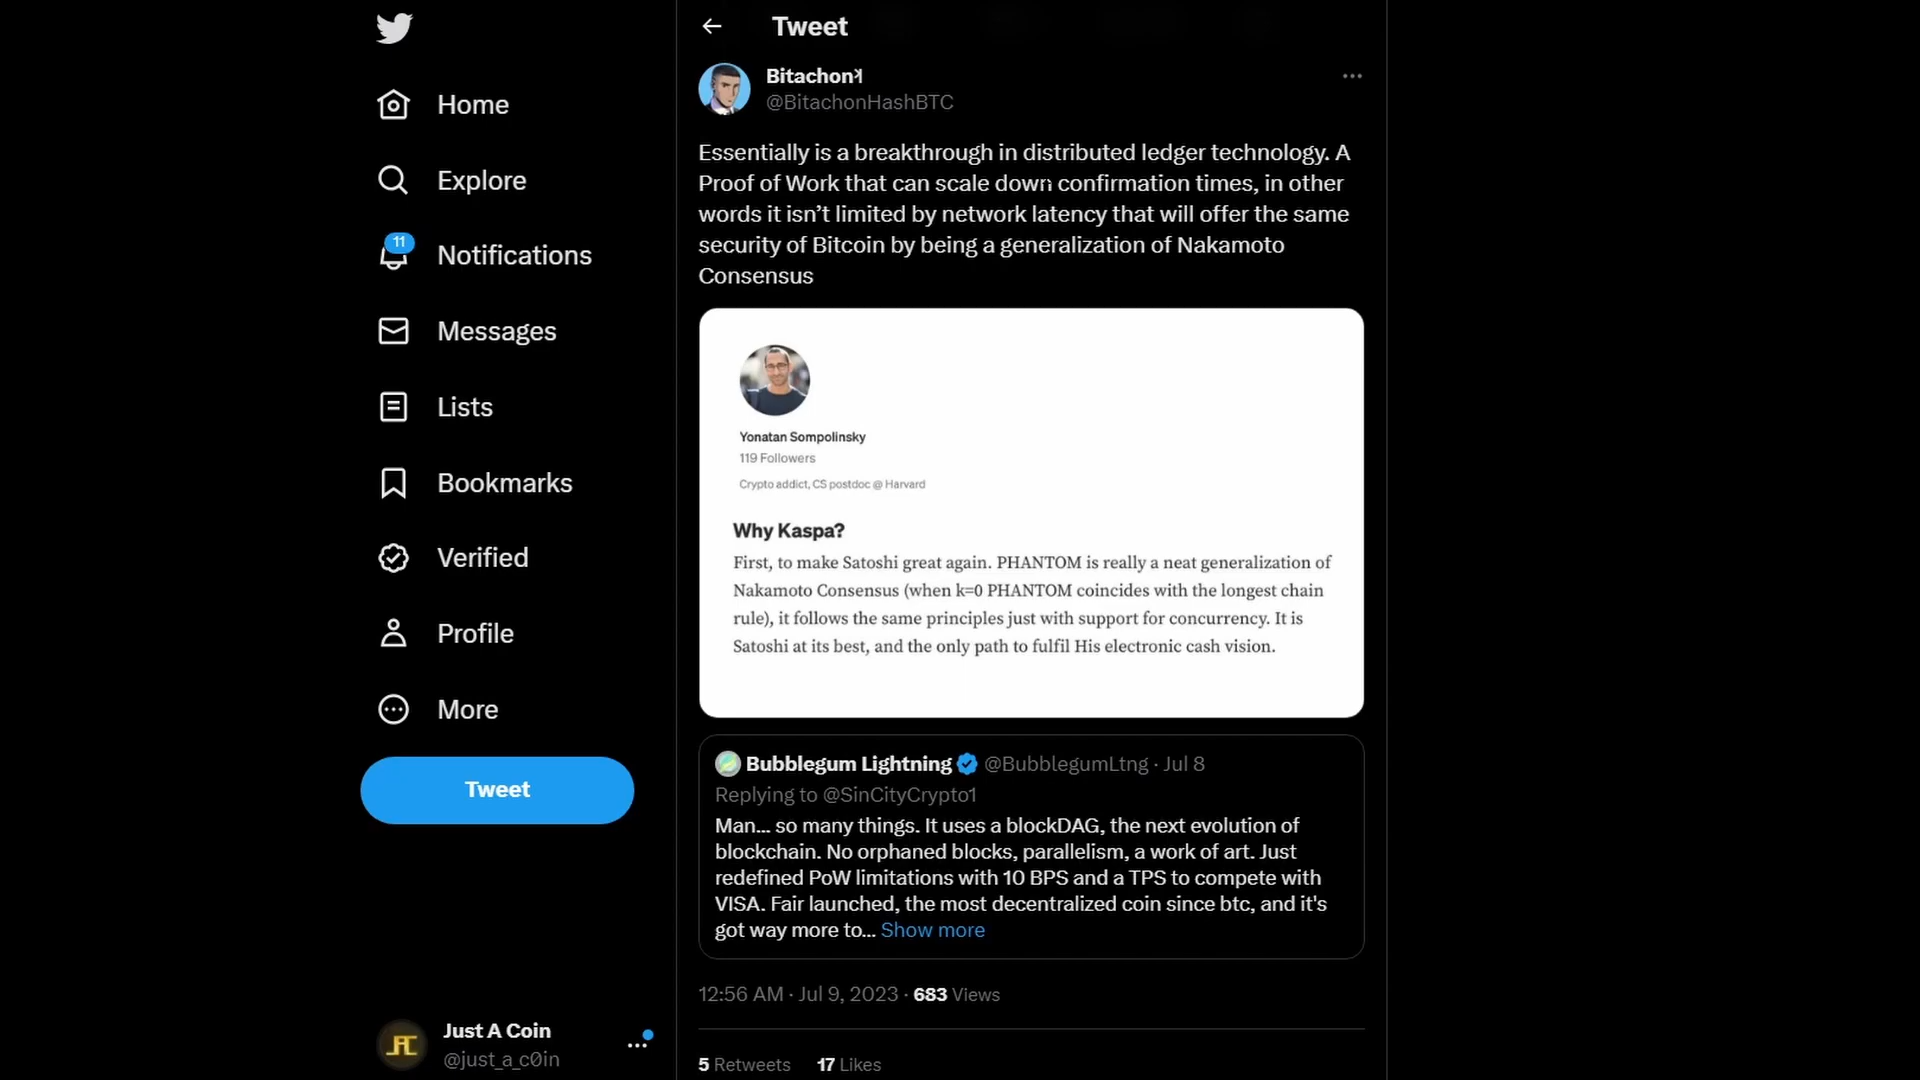 Home
Explore
11
Notifications
Messages
Lists
Bookmarks
Verified
Profile
More
Tweet
Just A Coin
@just_a_c0in
Tweet
Bitachon
@BitachonHashBTC
Essentially is a breakthrough in distributed ledger technology. A
Proof of Work that can scale down confirmation times, in other
words it isn’t limited by network latency that will offer the same
security of Bitcoin by being a generalization of Nakamoto
Consensus
Yonatan Sompolinsky
119 Followers
Crypto addict, CS postdoc @ Harvard
Why Kaspa?
First, to make Satoshi great again. PHANTOM is really a neat generalization of
Nakamoto Consensus (when k=0 PHANTOM coincides with the longest chain
rule), it follows the same principles just with support for concurrency. It is
Satoshi at its best, and the only path to fulfil His electronic cash vision.
Bubblegum Lightning @BubblegumLtng · Jul 8
Replying to @SinCityCrypto1
Man... so many things. It uses a blockDAG, the next evolution of
blockchain. No orphaned blocks, parallelism, a work of art. Just
redefined PoW limitations with 10 BPS and a TPS to compete with
VISA. Fair launched, the most decentralized coin since btc, and it's
got way more to... Show more
12:56 AM · Jul 9, 2023 · 683 Views
5 Retweets 17 Likes